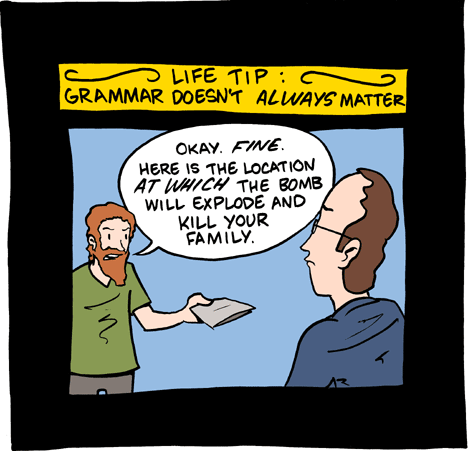 LIFE TIP:
GRAMMAR DOESN'T ALWAYS MATTER
OKAY. FINE.
HERE IS THE LOCATION
AT WHICH THE BOMB
WILL EXPLODE AND
KILL YOUR
FAMILY.